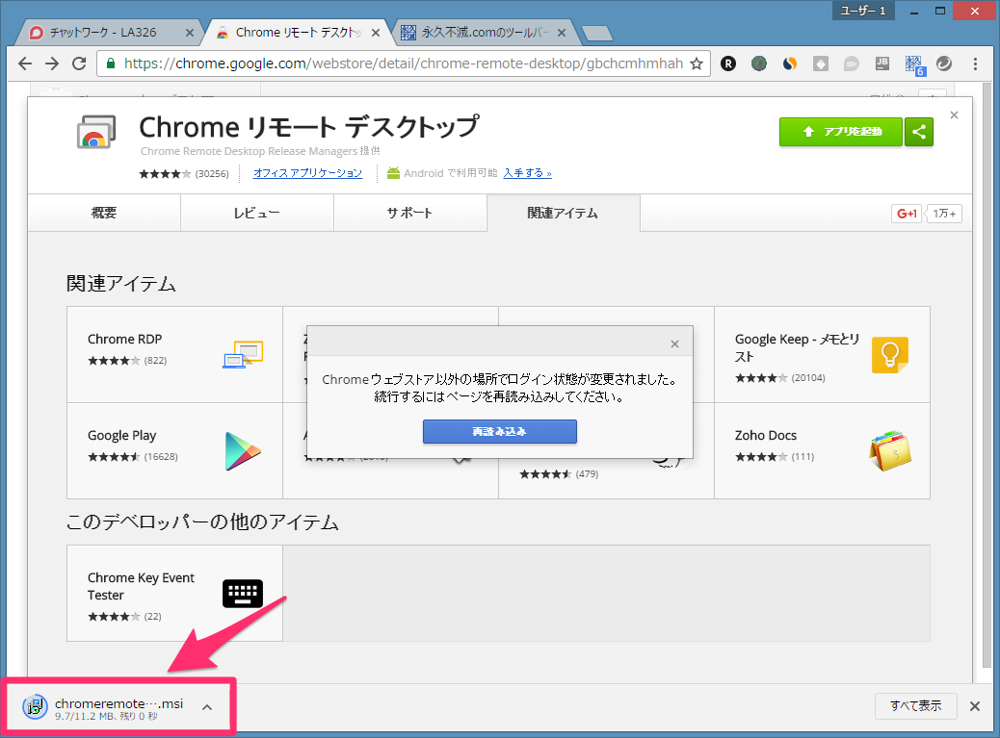 ユーザー 1
チャットワーク - LA326
Chrome リモート デスクト
永久不滅.comのツールバー
https://chrome.google.com/webstore/detail/chrome-remote-desktop/gbchcmhmhah
R
JB
6
Chrome リモート デスクトップ
Chrome Remote Desktop Release Managers 提供
(30256)
オフィス アプリケーション
Android で利用可能 入手する »
アプリを起動
概要
レビュー
サポート
関連アイテム
G+1
1万+
関連アイテム
Chrome RDP
(822)
Google Keep - メモとリ
スト
(20104)
Chrome ウェブストア以外の場所でログイン状態が変更されました。
続行するにはページを再読み込みしてください。
再読み込み
Google Play
(16628)
(479)
Zoho Docs
(111)
このデベロッパーの他のアイテム
Chrome Key Event
Tester
(22)
chromeremote….msi
9.7/11.2 MB、残り 0 秒
すべて表示